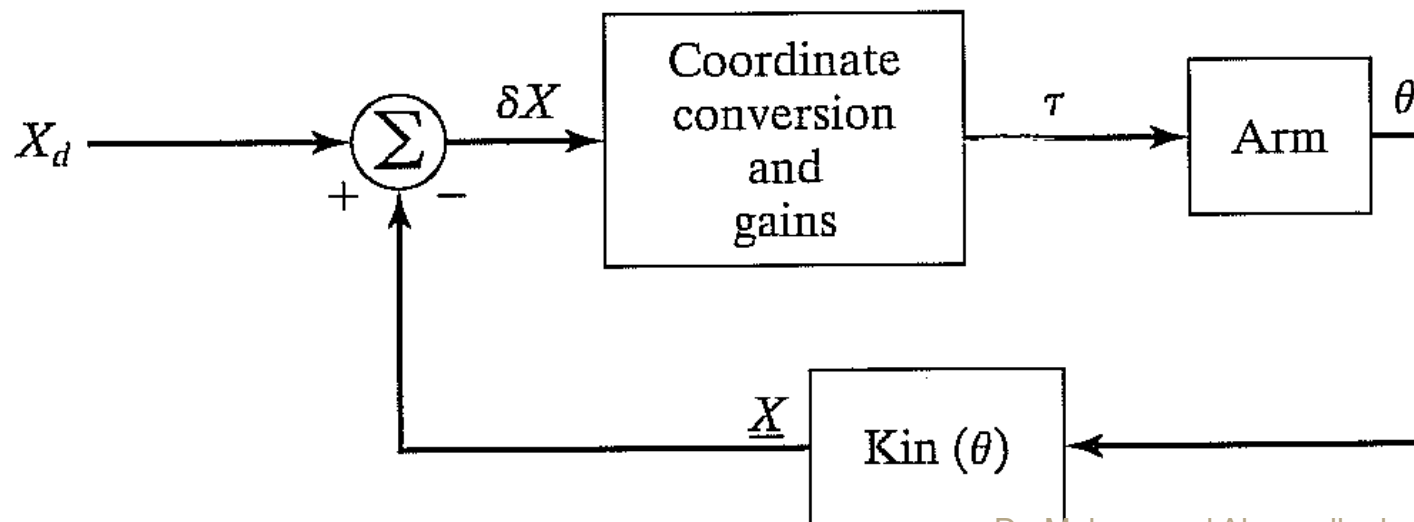 X_d
+
Σ
−
δX
Coordinate
conversion
and
gains
τ
Arm
θ
X
Kin (θ)